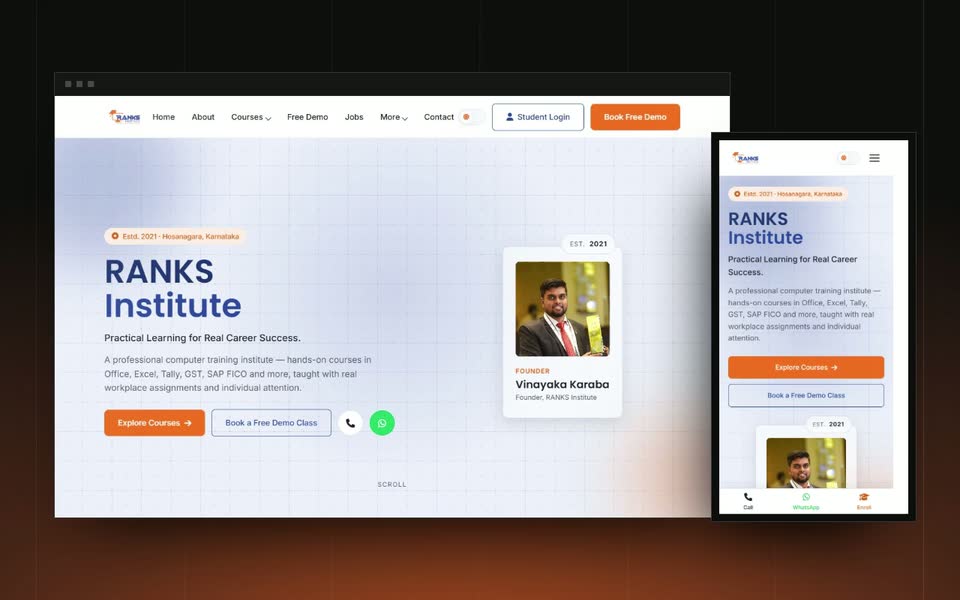 RANKS
Home About Courses Free Demo Jobs More Contact Student Login Book Free Demo
Estd. 2021 · Hosanagara, Karnataka
RANKS
Institute
Practical Learning for Real Career Success.
A professional computer training institute — hands-on courses in
Office, Excel, Tally, GST, SAP FICO and more, taught with real
workplace assignments and individual attention.
Explore Courses → Book a Free Demo Class
EST. 2021
FOUNDER
Vinayaka Karaba
Founder, RANKS Institute
SCROLL
RANKS
Estd. 2021 · Hosanagara, Karnataka
RANKS
Institute
Practical Learning for Real Career
Success.
A professional computer training institute —
hands-on courses in Office, Excel, Tally,
GST, SAP FICO and more, taught with real
workplace assignments and individual
attention.
Explore Courses →
Book a Free Demo Class
EST. 2021
Call WhatsApp Enroll